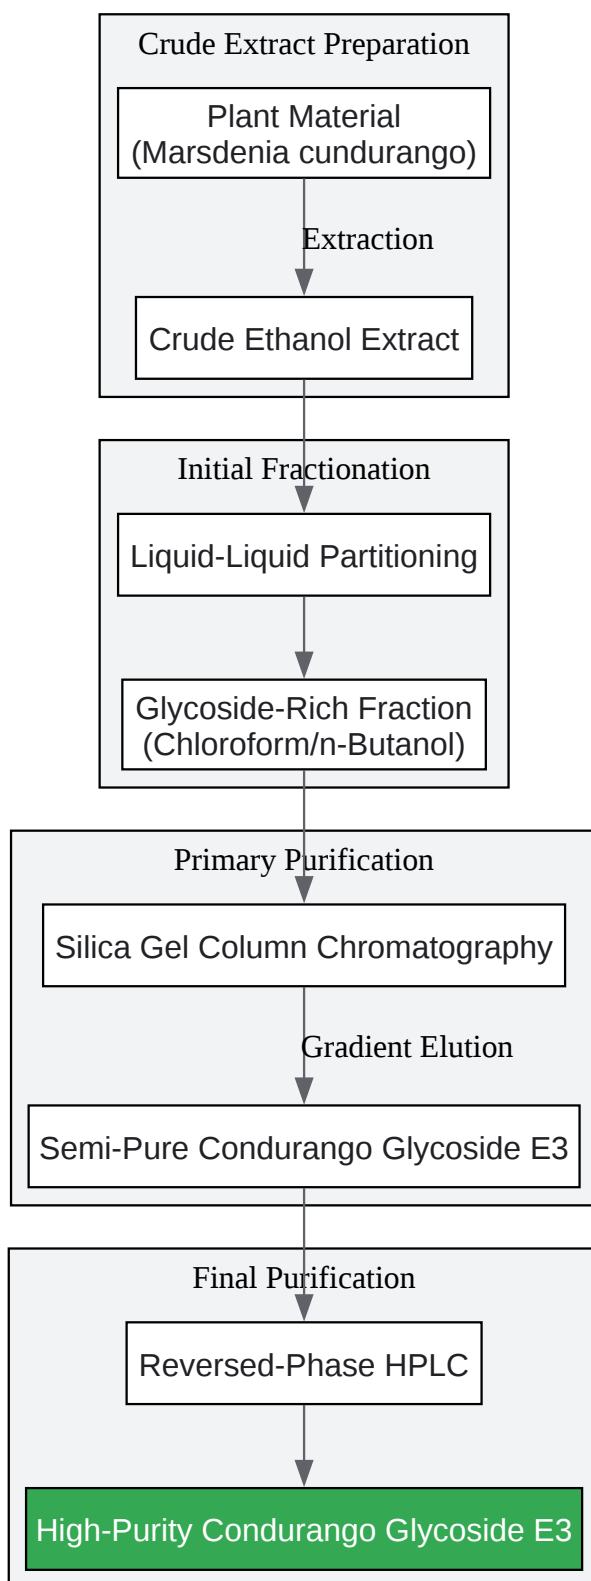 Crude Extract Preparation
Plant Material
(Marsdenia cundurango)
Extraction
Crude Ethanol Extract
Initial Fractionation
Liquid-Liquid Partitioning
Glycoside-Rich Fraction
(Chloroform/n-Butanol)
Primary Purification
Silica Gel Column Chromatography
Gradient Elution
Semi-Pure Condurango Glycoside E3
Final Purification
Reversed-Phase HPLC
High-Purity Condurango Glycoside E3